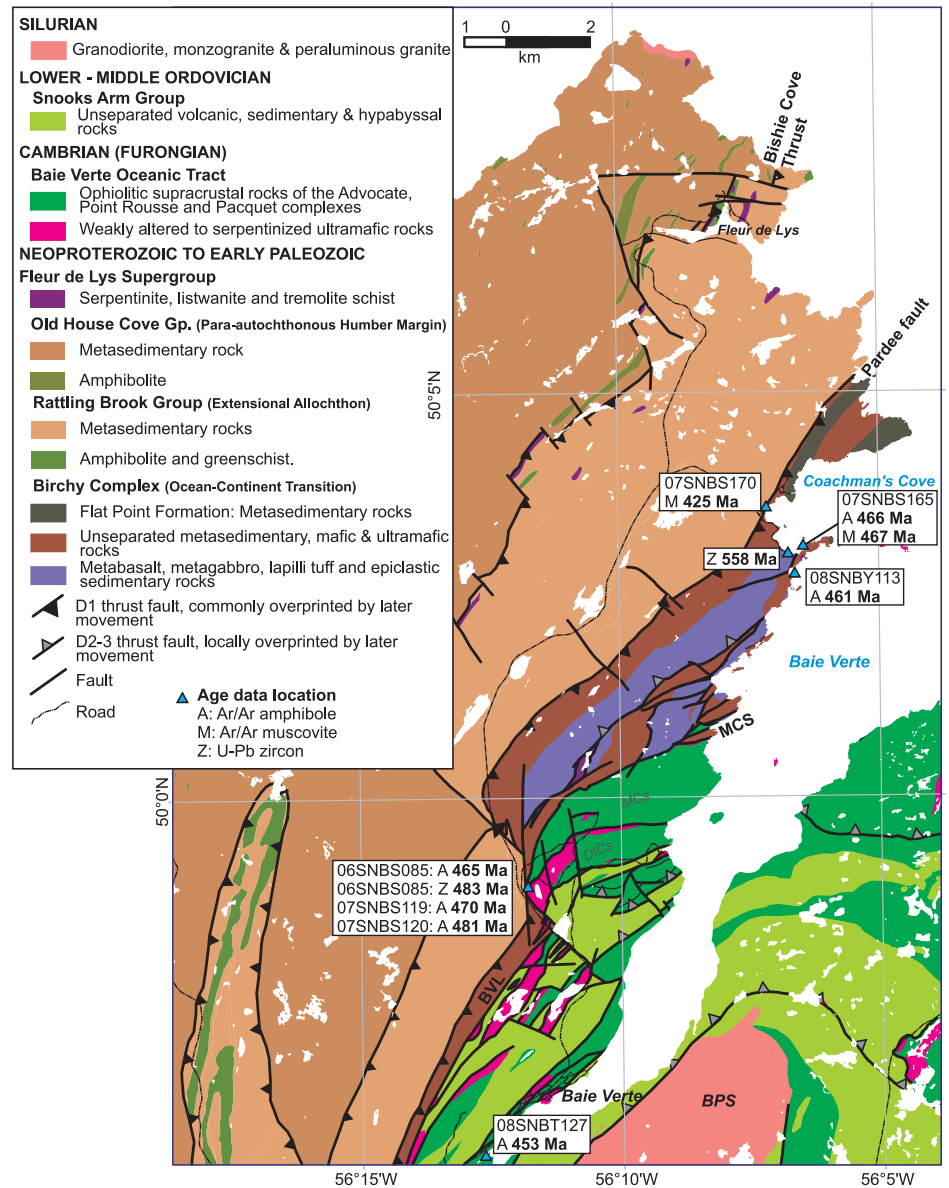 SILURIAN
Granodiorite, monzogranite & peraluminous granite
LOWER - MIDDLE ORDOVICIAN
Snooks Arm Group
Unseparated volcanic, sedimentary & hypabyssal
rocks
CAMBRIAN (FURONGIAN)
Baie Verte Oceanic Tract
Ophiolitic supracrustal rocks of the Advocate,
Point Rousse and Pacquet complexes
Weakly altered to serpentinized ultramafic rocks
NEOPROTEROZOIC TO EARLY PALEOZOIC
Fleur de Lys Supergroup
Serpentinite, listwanite and tremolite schist
Old House Cove Gp. (Para-autochthonous Humber Margin)
Metasedimentary rock
Amphibolite
Rattling Brook Group (Extensional Allochthon)
Metasedimentary rocks
Amphibolite and greenschist.
Birchy Complex (Ocean-Continent Transition)
Flat Point Formation: Metasedimentary rocks
Unseparated metasedimentary, mafic & ultramafic
rocks
Metabasalt, metagabbro, lapilli tuff and epiclastic
sedimentary rocks
D1 thrust fault, commonly overprinted by later
movement
D2-3 thrust fault, locally overprinted by later
movement
Fault
Road
Age data location
A: Ar/Ar amphibole
M: Ar/Ar muscovite
Z: U-Pb zircon
1 0 2
km
Bishie Cove
Thrust
Fleur de Lys
Pardee fault
50°5'N
07SNBS170
M 425 Ma
Coachman's Cove
07SNBS165
A 466 Ma
M 467 Ma
Z 558 Ma
08SNBY113
A 461 Ma
Baie Verte
MCS
50°0'N
MCs
DICs
06SNBS085: A 465 Ma
06SNBS085: Z 483 Ma
07SNBS119: A 470 Ma
07SNBS120: A 481 Ma
BVL
Baie Verte
BPS
08SNBT127
A 453 Ma
56°15'W
56°10'W
56°5'W